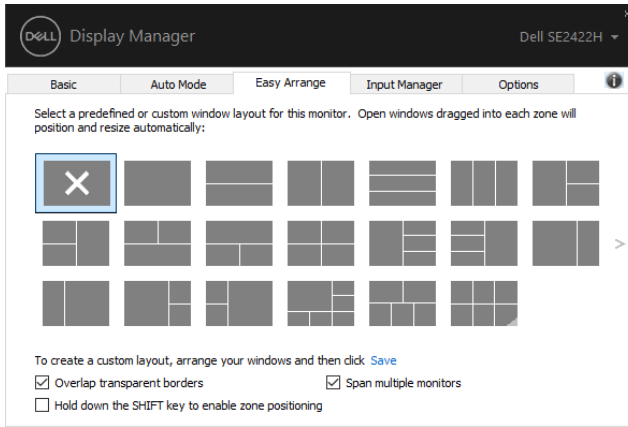 DELL Display Manager
Dell SE2422H
Basic
Auto Mode
Easy Arrange
Input Manager
Options
Select a predefined or custom window layout for this monitor. Open windows dragged into each zone will
position and resize automatically:
To create a custom layout, arrange your windows and then click Save
Overlap transparent borders
Span multiple monitors
Hold down the SHIFT key to enable zone positioning